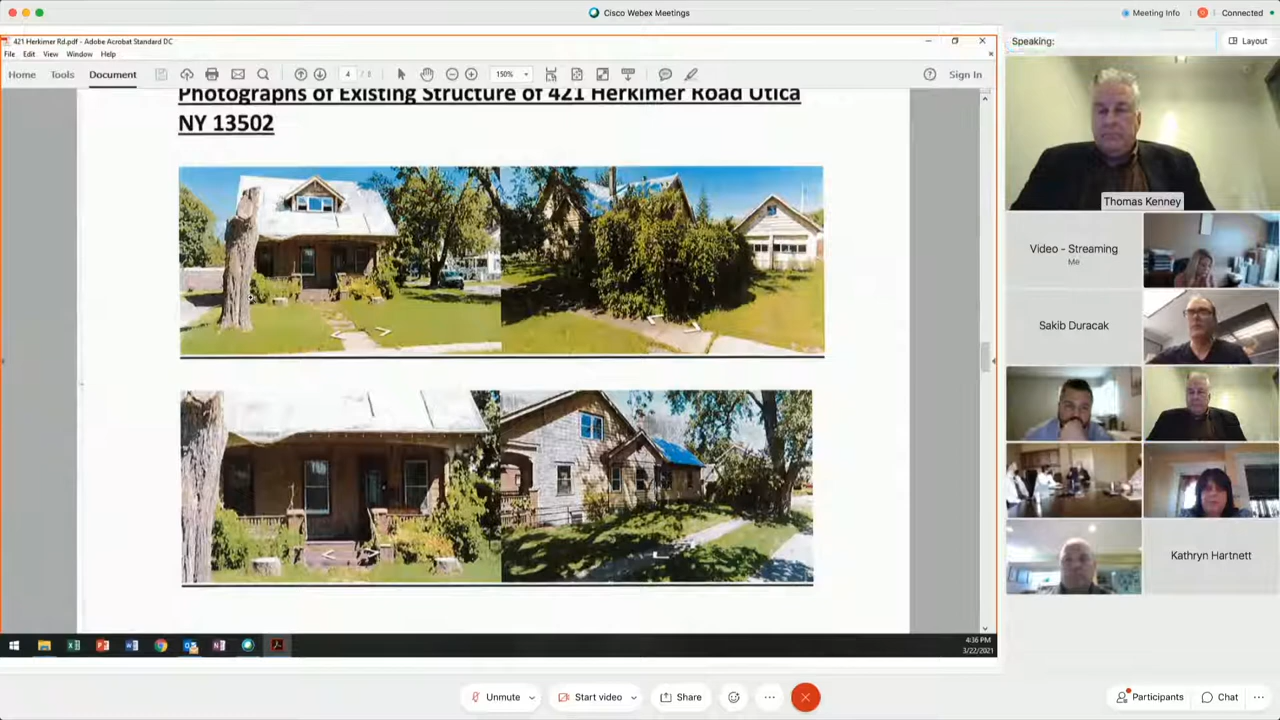 Cisco Webex Meetings
Meeting Info
Connected
421 Herkimer Rd.pdf - Adobe Acrobat Standard DC
File Edit View Window Help
Home Tools Document
4 / 8
150%
Sign In
Photographs of Existing Structure of 421 Herkimer Road Utica
NY 13502
4:36 PM
3/22/2021
Speaking:
Layout
Thomas Kenney
Video - Streaming
Me
Sakib Duracak
Kathryn Hartnett
Unmute
Start video
Share
Participants
Chat